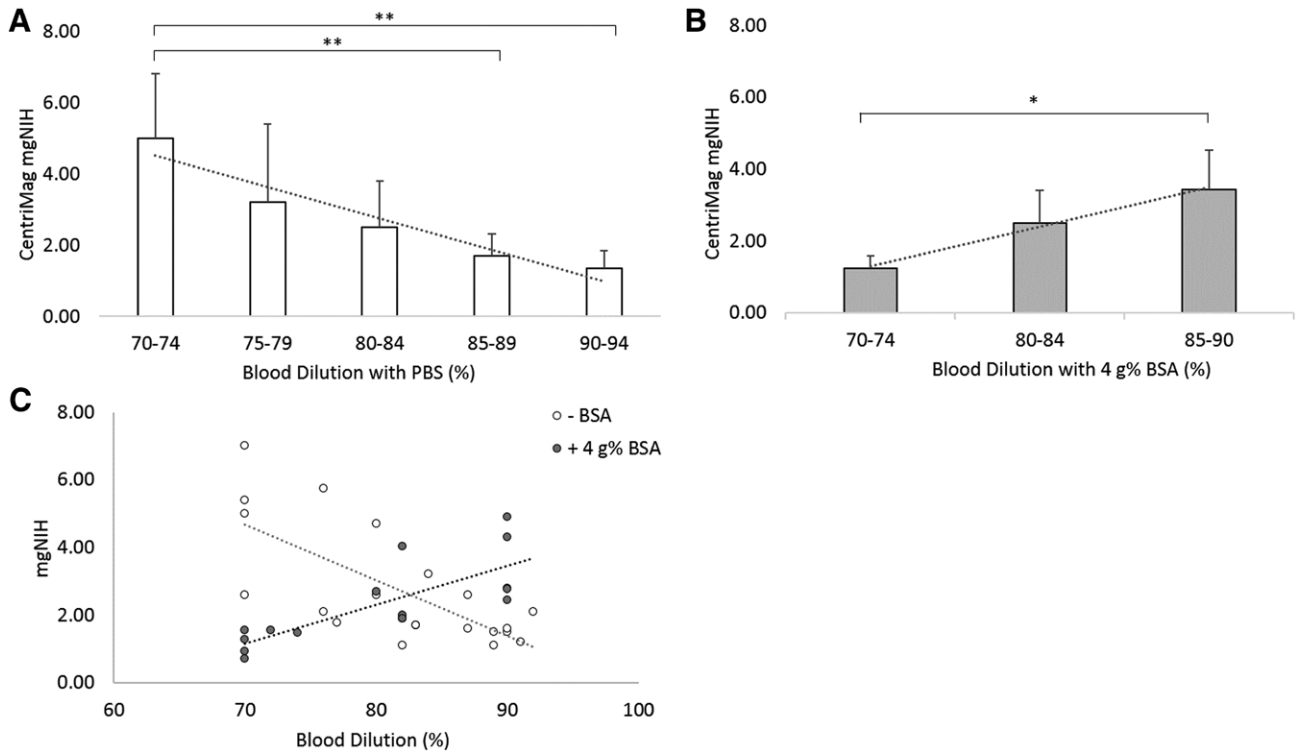 A
CentriMag mgNIH
8.00
6.00
4.00
2.00
0.00
**
**
70-74 75-79 80-84 85-89 90-94
Blood Dilution with PBS (%)
B
CentriMag mgNIH
8.00
6.00
4.00
2.00
0.00
*
70-74 80-84 85-90
Blood Dilution with 4 g% BSA (%)
C
mgNIH
8.00
6.00
4.00
2.00
0.00
- BSA
+ 4 g% BSA
60 70 80 90 100
Blood Dilution (%)